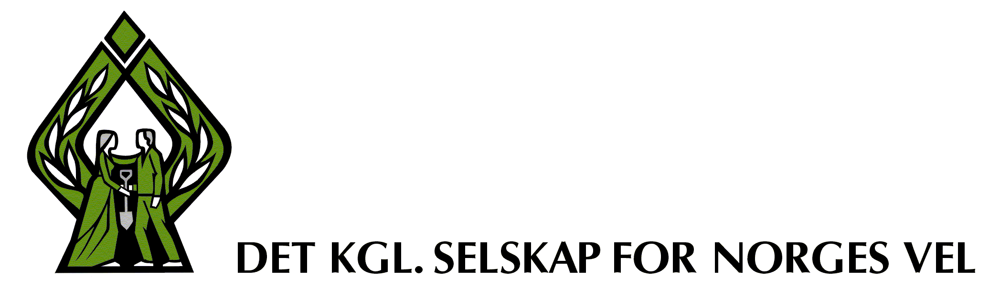 DET KGL. SELSKAP FOR NORGES VEL